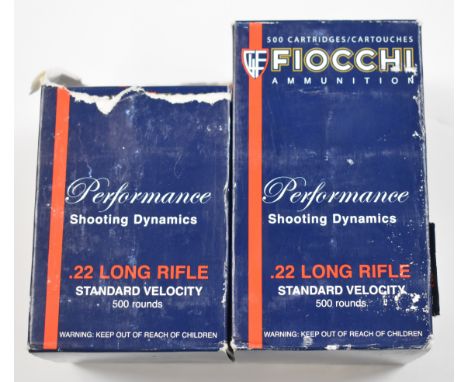 Performance
Shooting Dynamics
.22 LONG RIFLE
STANDARD VELOCITY
500 rounds
WARNING: KEEP OUT OF REACH OF CHILDREN
500 CARTRIDGES/CARTOUCHES
FIOCCHI
AMMUNITION
Performance
Shooting Dynamics
.22 LONG RIFLE
STANDARD VELOCITY
500 rounds
WARNING: KEEP OUT OF REACH OF CHILDREN